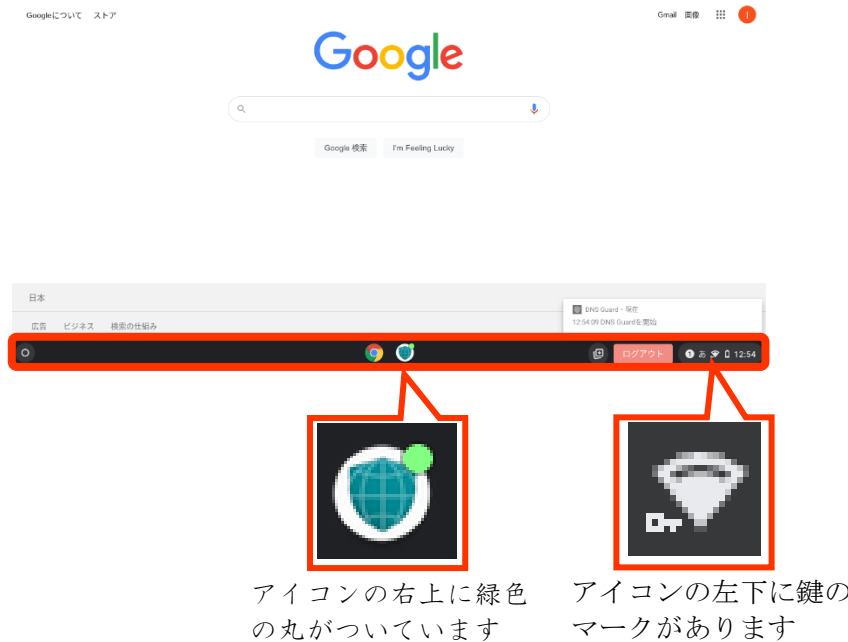 Googleについて ストア
Gmail 画像
I
Google
Google 検索 I'm Feeling Lucky
日本
DNS Guard・現在
12:54:09 DNS Guardを開始
広告 ビジネス 検索の仕組み
ログアウト 1 あ 12:54
アイコンの右上に緑色
の丸がついています
アイコンの左下に鍵の
マークがあります